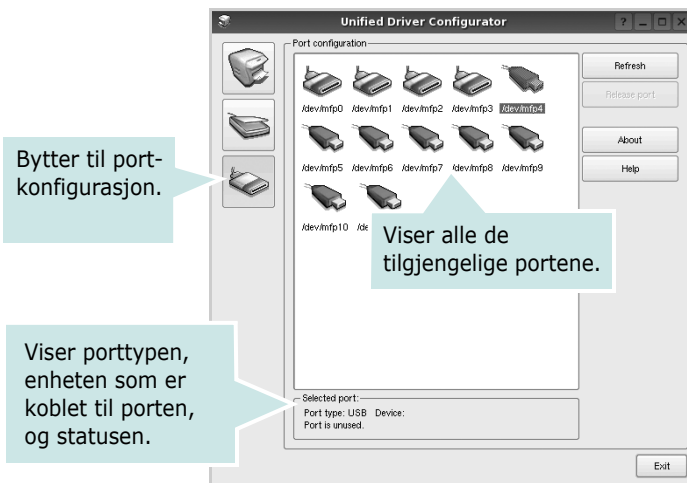 Unified Driver Configurator
Port configuration
Refresh
/dev/mfp0 /dev/mfp1 /dev/mfp2 /dev/mfp3 /dev/mfp4
Release port
About
/dev/mfp5 /dev/mfp6 /dev/mfp7 /dev/mfp8 /dev/mfp9
Help
/dev/mfp10
Bytter til port-
konfigurasjon.
Viser alle de
tilgjengelige portene.
Viser porttypen,
enheten som er
koblet til porten,
og statusen.
Selected port:
Port type: USB Device:
Port is unused.
Exit